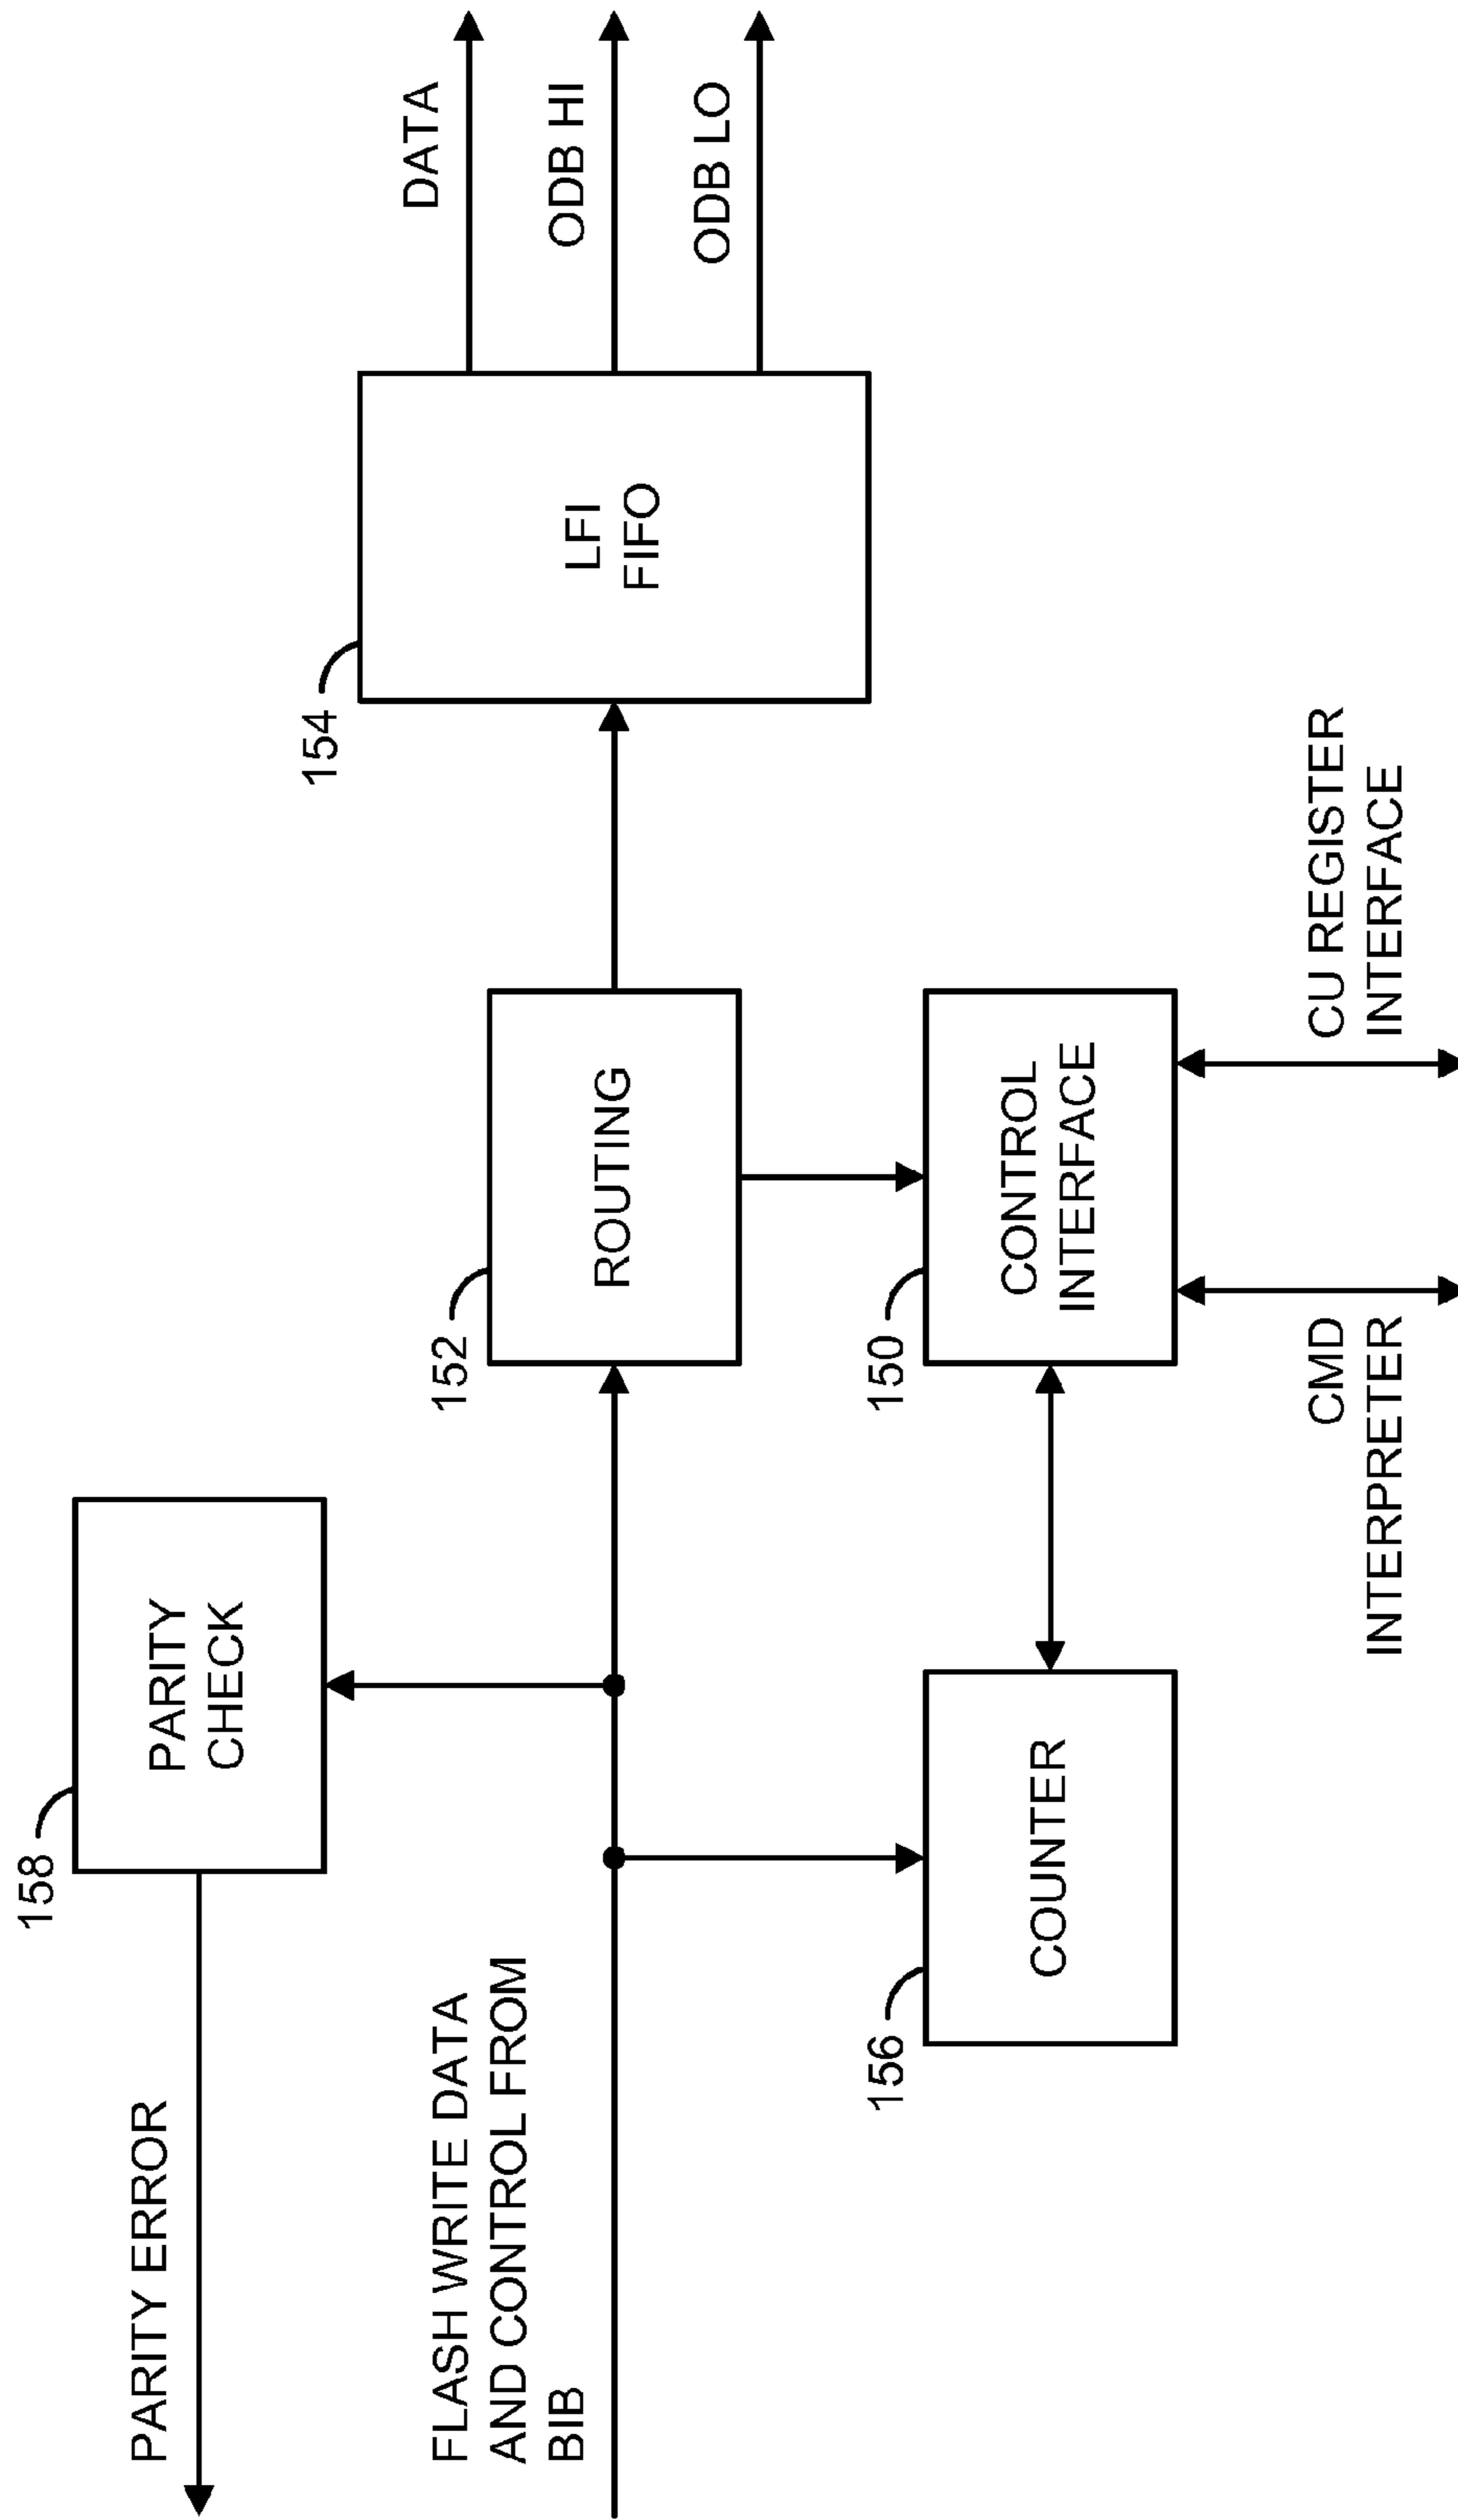 PARITY ERROR
158
PARITY
CHECK
FLASH WRITE DATA
AND CONTROL FROM
BIB
152
ROUTING
154
LFI
FIFO
DATA
ODB HI
ODB LO
156
COUNTER
150
CONTROL
INTERFACE
CMD
INTERPRETER
CU REGISTER
INTERFACE